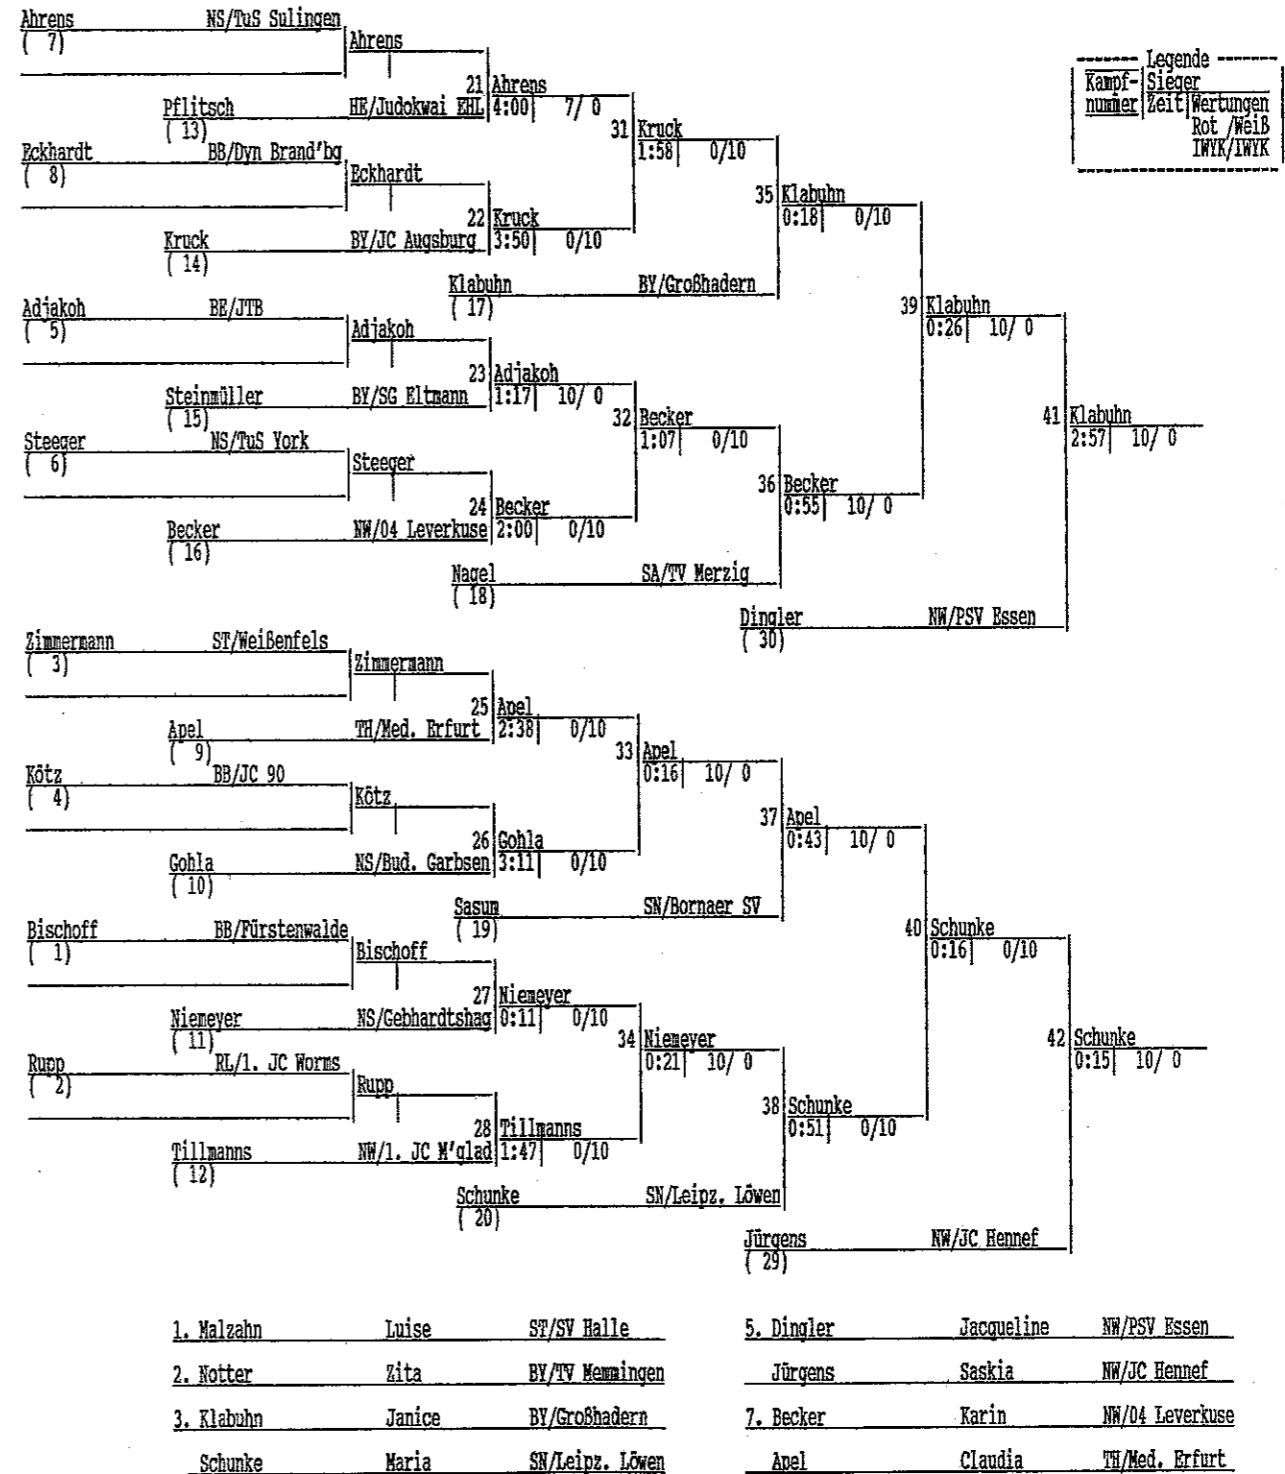 Ahrens NS/TuS Sulingen
( 7)
Ahrens
Legende
21 Ahrens
Kampf- Sieger
Pflitsch HE/Judokwai EHL 4:00 7/ 0
nummer Zeit Wertungen
( 13)
31 Kruck
Rot /Weiß
Eckhardt BB/Dyn Brand'bg
1:58 0/10
IWYK/IWYK
( 8)
Eckhardt
35 Klabuhn
22 Kruck
0:18 0/10
Kruck BY/JC Augsburg 3:50 0/10
( 14)
Klabuhn BY/Großhadern
( 17)
Adjakoh BE/JTB
39 Klabuhn
( 5)
Adjakoh
0:26 10/ 0
23 Adjakoh
Steinmüller BY/SG Eltmann 1:17 10/ 0
( 15)
32 Becker
41 Klabuhn
Steeger NS/TuS York
1:07 0/10
2:57 10/ 0
( 6)
Steeger
36 Becker
24 Becker
0:55 10/ 0
Becker NW/04 Leverkuse 2:00 0/10
( 16)
Nagel SA/TV Merzig
( 18)
Dingler NW/PSV Essen
( 30)
Zimmermann ST/Weißenfels
( 3)
Zimmermann
25 Apel
Apel TH/Med. Erfurt 2:38 0/10
( 9)
33 Apel
Kötz BB/JC 90
0:16 10/ 0
( 4)
Kötz
37 Apel
26 Gohla
0:43 10/ 0
Gohla NS/Bud. Garbsen 3:11 0/10
( 10)
Sasum SN/Bornaer SV
( 19)
Bischoff BB/Fürstenwalde
40 Schunke
( 1)
Bischoff
0:16 0/10
27 Niemeyer
Niemeyer NS/Gebhardtshag 0:11 0/10
( 11)
34 Niemeyer
42 Schunke
Rupp RL/1. JC Worms
0:21 10/ 0
0:15 10/ 0
( 2)
Rupp
38 Schunke
28 Tillmanns
0:51 0/10
Tillmanns NW/1. JC M'glad 1:47 0/10
( 12)
Schunke SN/Leipz. Löwen
( 20)
Jürgens NW/JC Hennef
( 29)
1. Malzahn Luise ST/SV Halle 5. Dingler Jacqueline NW/PSV Essen
2. Notter Zita BY/TV Memmingen Jürgens Saskia NW/JC Hennef
3. Klabuhn Janice BY/Großhadern 7. Becker Karin NW/04 Leverkuse
Schunke Maria SN/Leipz. Löwen Apel Claudia TH/Med. Erfurt